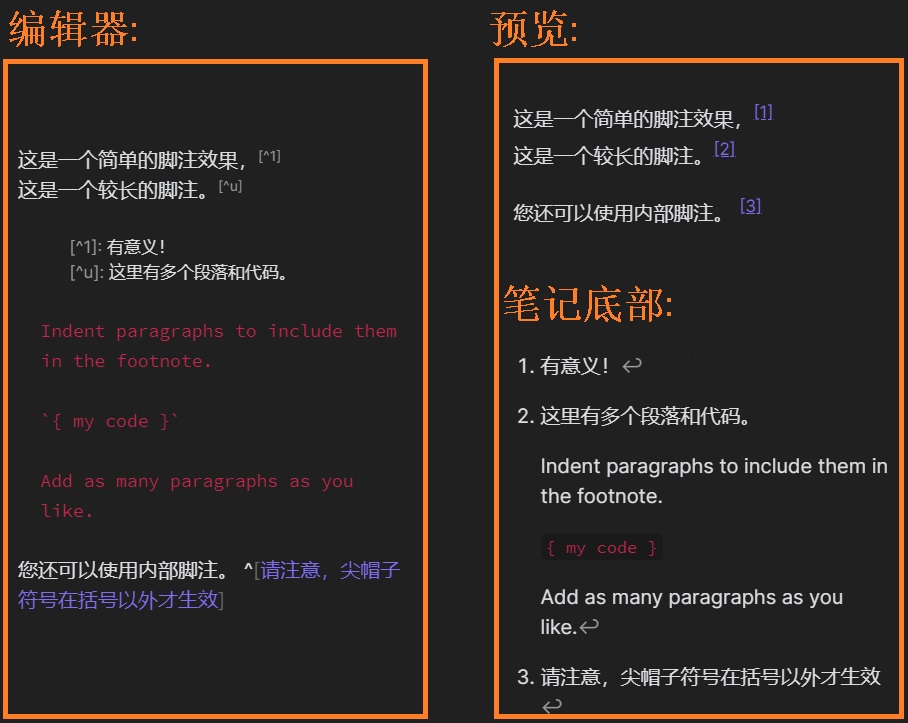 编辑器:
这是一个简单的脚注效果，[^1]
这是一个较长的脚注。[^u]
[^1]: 有意义！
[^u]: 这里有多个段落和代码。
Indent paragraphs to include them
in the footnote.
`{ my code }`
Add as many paragraphs as you
like.
您还可以使用内部脚注。 ^[请注意，尖帽子
符号在括号以外才生效]
预览:
这是一个简单的脚注效果，[1]
这是一个较长的脚注。[2]
您还可以使用内部脚注。 [3]
笔记底部:
1. 有意义！ ↩
2. 这里有多个段落和代码。
Indent paragraphs to include them in
the footnote.
{ my code }
Add as many paragraphs as you
like.↩
3. 请注意，尖帽子符号在括号以外才生效
↩